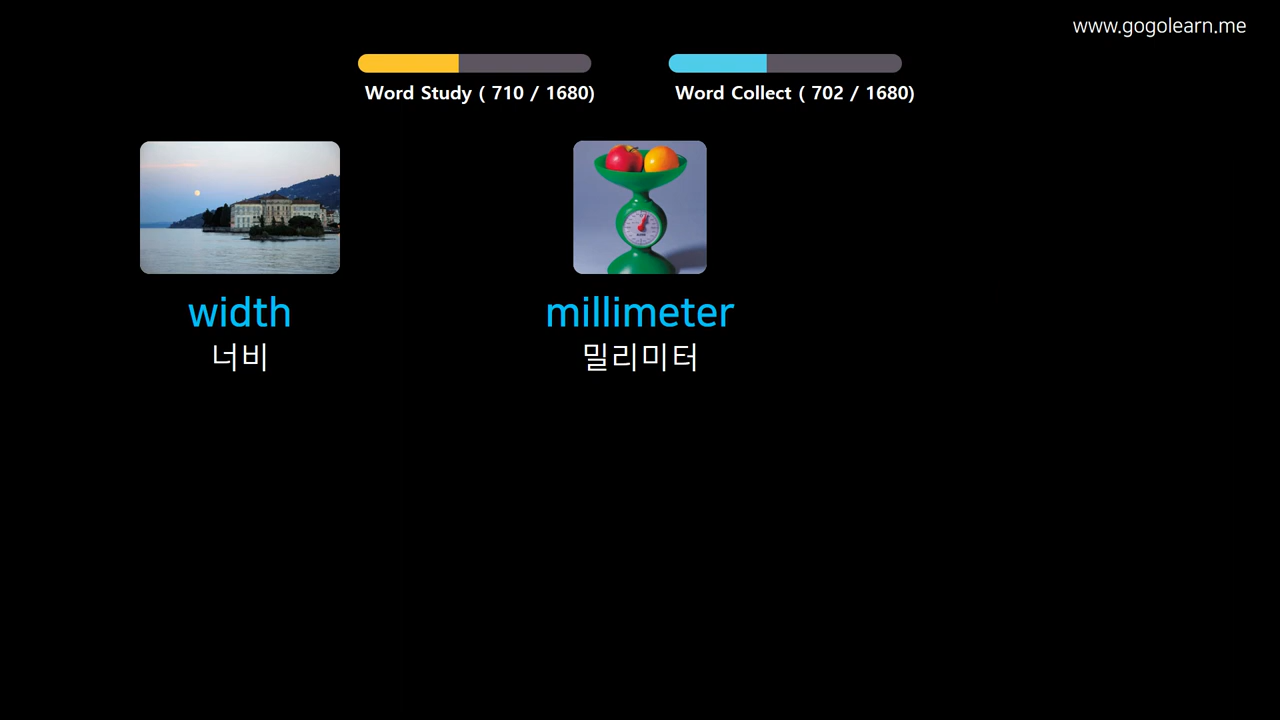 www.gogolearn.me
Word Study ( 710 / 1680)
Word Collect ( 702 / 1680)
width
너비
millimeter
밀리미터